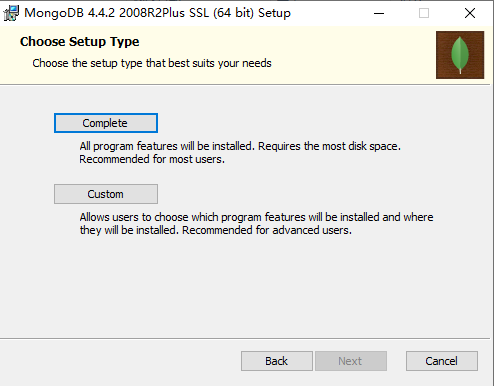 MongoDB 4.4.2 2008R2Plus SSL (64 bit) Setup
Choose Setup Type
Choose the setup type that best suits your needs
Complete
All program features will be installed. Requires the most disk space.
Recommended for most users.
Custom
Allows users to choose which program features will be installed and where
they will be installed. Recommended for advanced users.
Back Next Cancel